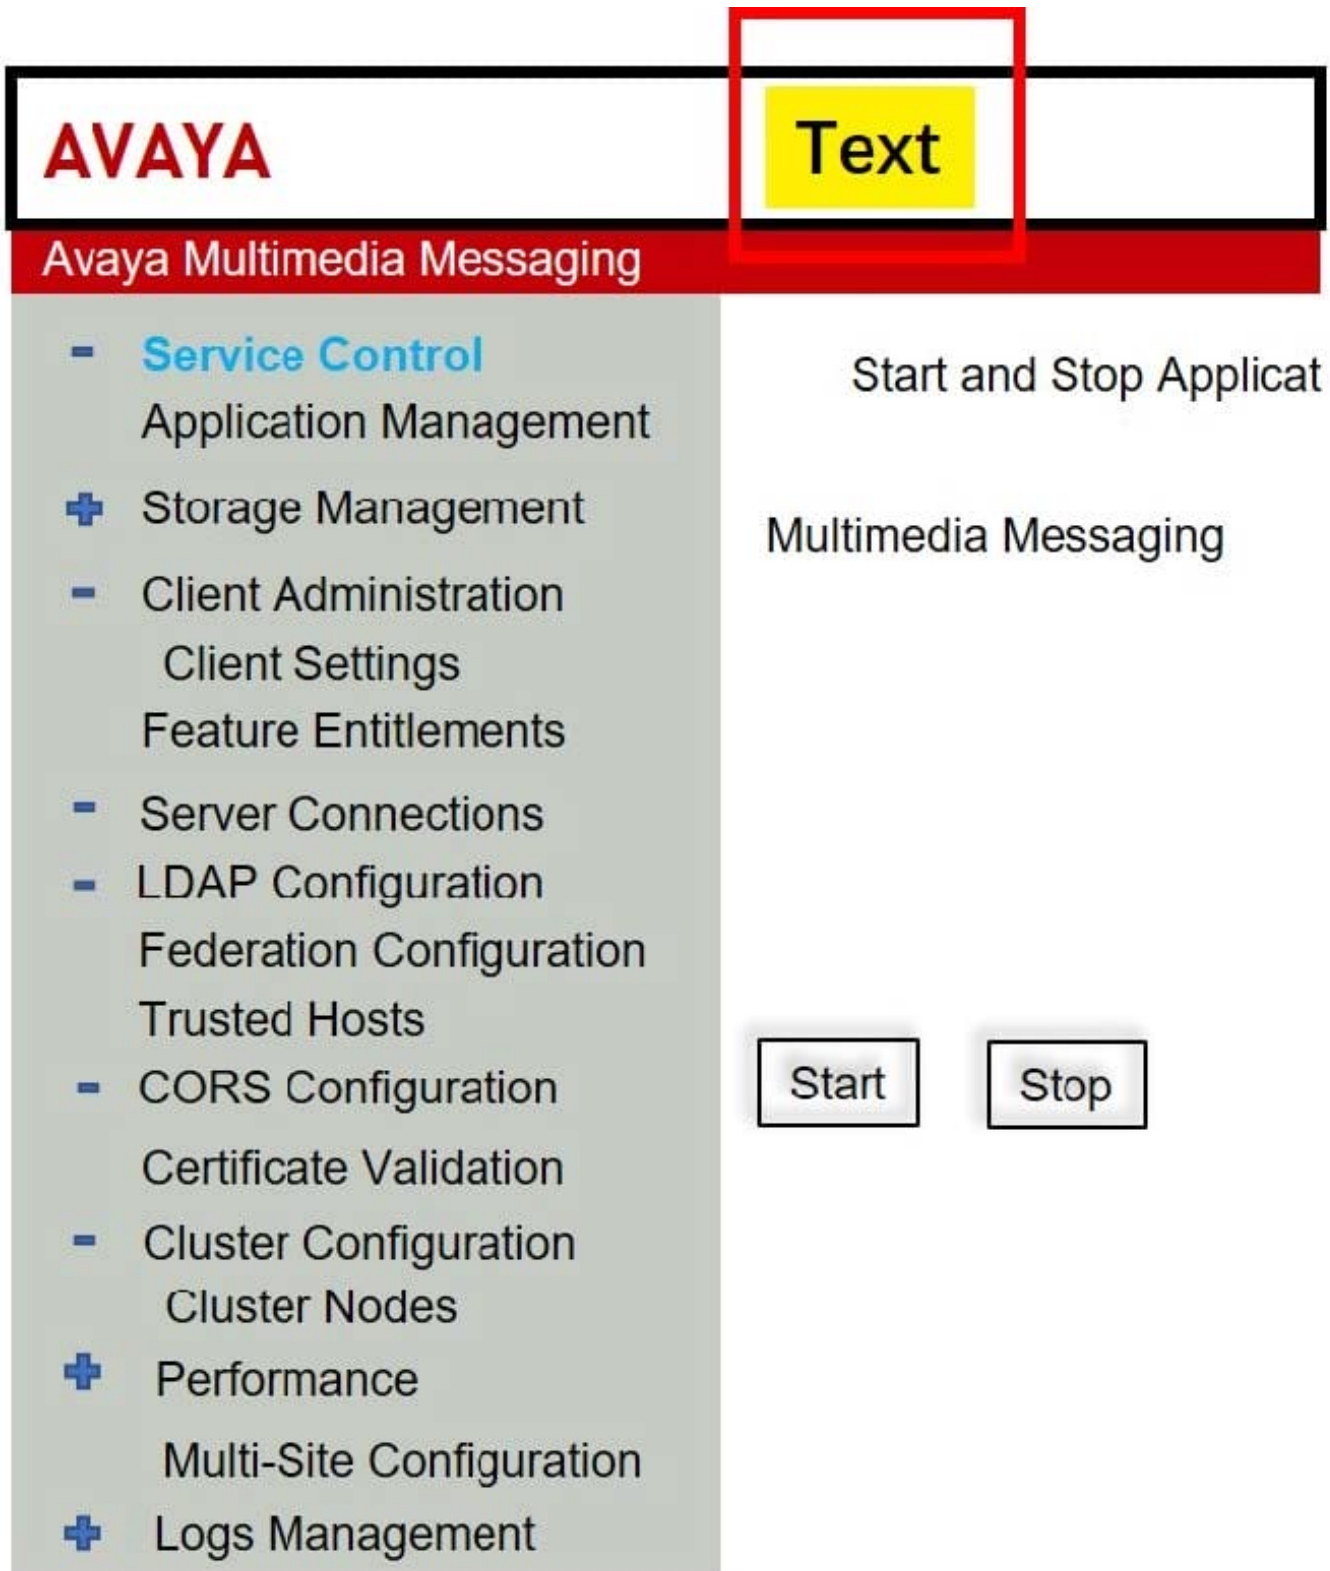 AVAYA
Text
Avaya Multimedia Messaging
Service Control
Application Management
Storage Management
Client Administration
Client Settings
Feature Entitlements
Server Connections
LDAP Configuration
Federation Configuration
Trusted Hosts
CORS Configuration
Certificate Validation
Cluster Configuration
Cluster Nodes
Performance
Multi-Site Configuration
Logs Management
Start and Stop Applicat
Multimedia Messaging
Start
Stop